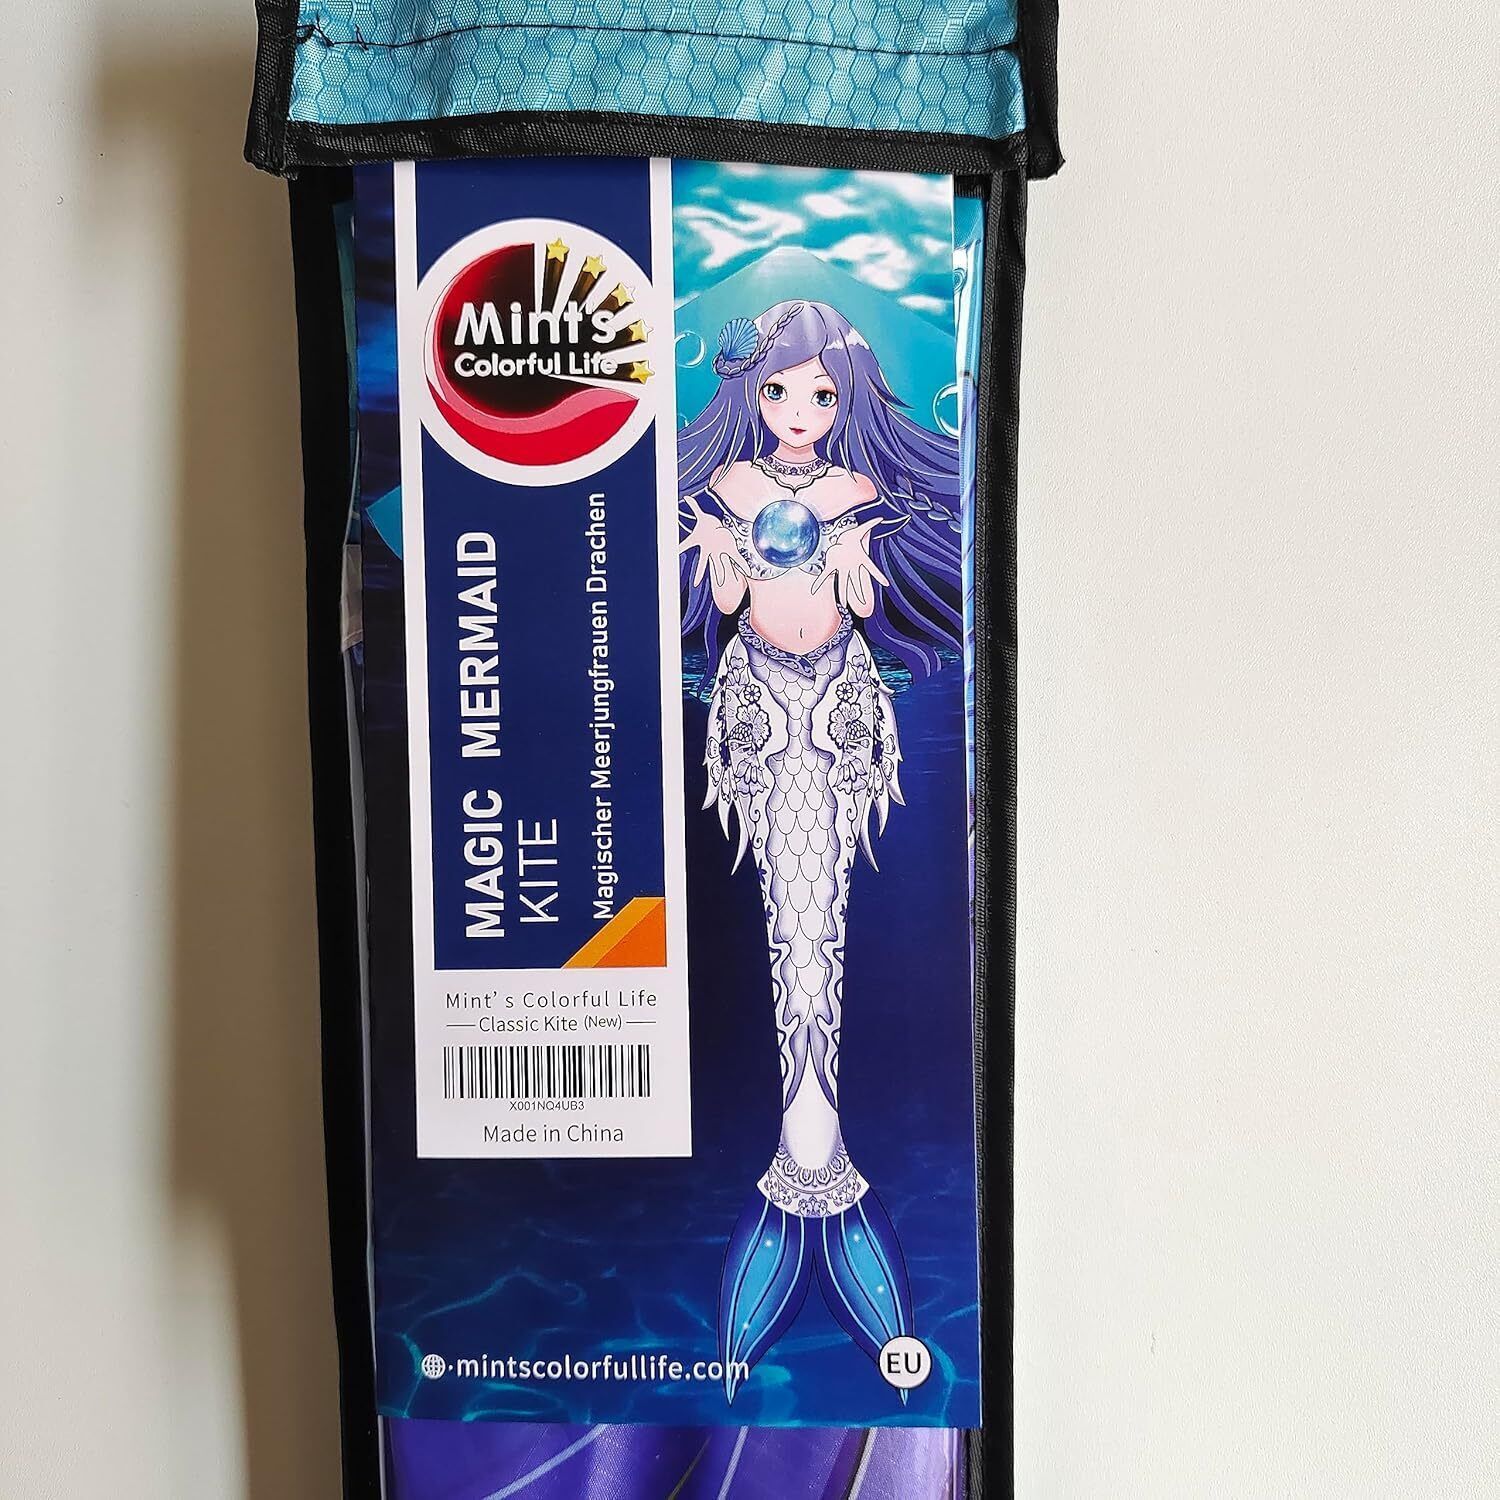 Mint's
Colorful Life
MAGIC MERMAID
KITE
Magischer Meerjungfrauen Drachen
Mint's Colorful Life
Classic Kite (New)
X001NQ4UB3
Made in China
mintscolorfullife.com
EU